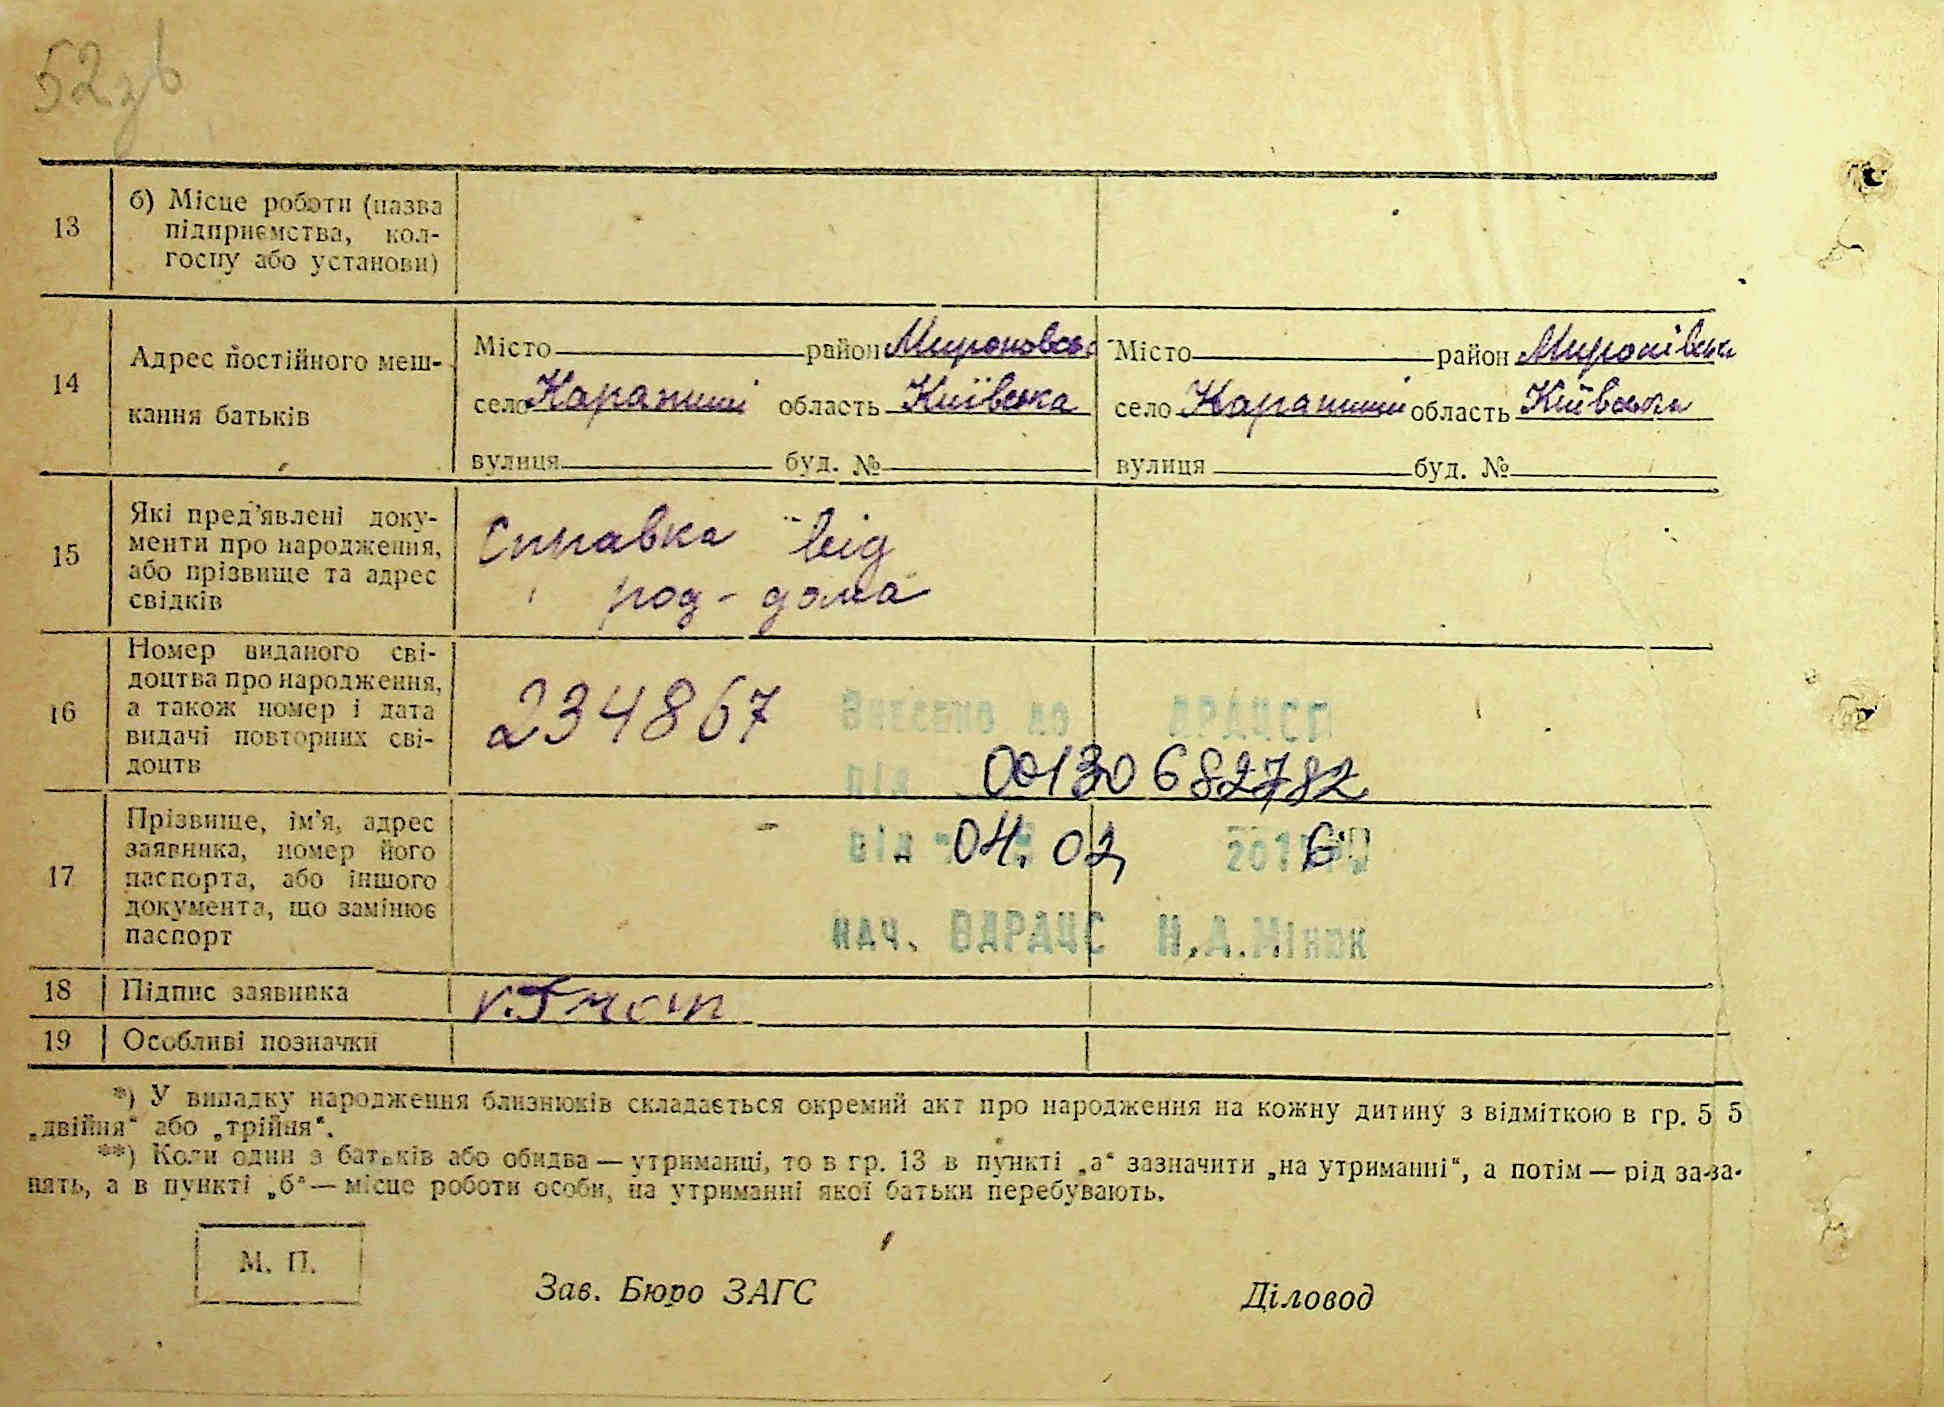 52зв
13
б) Місце роботи (назва
підприємства, кол-
госпу або установи)
14
Адрес постійного меш-
кання батьків
Місто район Мироновськ
село Карапиші область Київська
вулиця буд. №
Місто район Миронівськ
село Карапиші область Київська
вулиця буд. №
15
Які пред'явлені доку-
менти про народження,
або прізвище та адрес
свідків
Справка від
род-дома
16
Номер виданого сві-
доцтва про народження,
а також номер і дата
видачі повторних сві-
доцтв
234867
Внесено до ДРАЦСГ
від 00130682782
17
Прізвище, ім'я, адрес
заявника, номер його
паспорта, або іншого
документа, що замінює
паспорт
від 04.02 2016
нач. ВДРАЦС Н.А.Мінюк
18 Підпис заявника
19 Особливі позначки
*) У випадку народження близнюків складається окремий акт про народження на кожну дитину з відміткою в гр. 5 5
„двійня“ або „трійня“.
**) Коли один з батьків або обидва — утриманці, то в гр. 13 в пункті „а“ зазначити „на утриманні“, а потім — рід за-за-
нять, а в пункті „б“ — місце роботи особи, на утриманні якої батьки перебувають.
М. П.
Зав. Бюро ЗАГС
Діловод